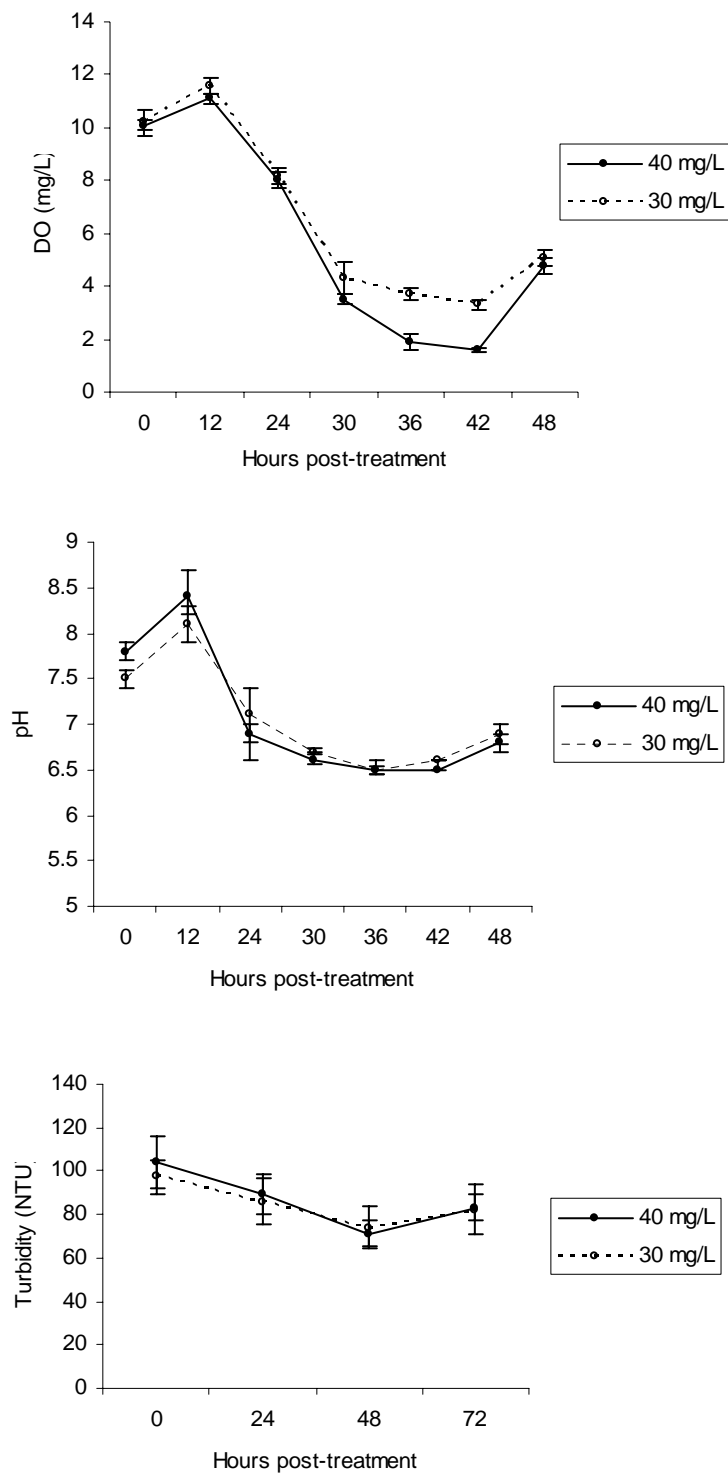 14
12
10
8
6
4
2
0
DO (mg/L)
0 12 24 30 36 42 48
Hours post-treatment
40 mg/L
30 mg/L
9
8.5
8
7.5
7
6.5
6
5.5
5
pH
0 12 24 30 36 42 48
Hours post-treatment
40 mg/L
30 mg/L
140
120
100
80
60
40
20
0
Turbidity (NTU)
0 24 48 72
Hours post-treatment
40 mg/L
30 mg/L